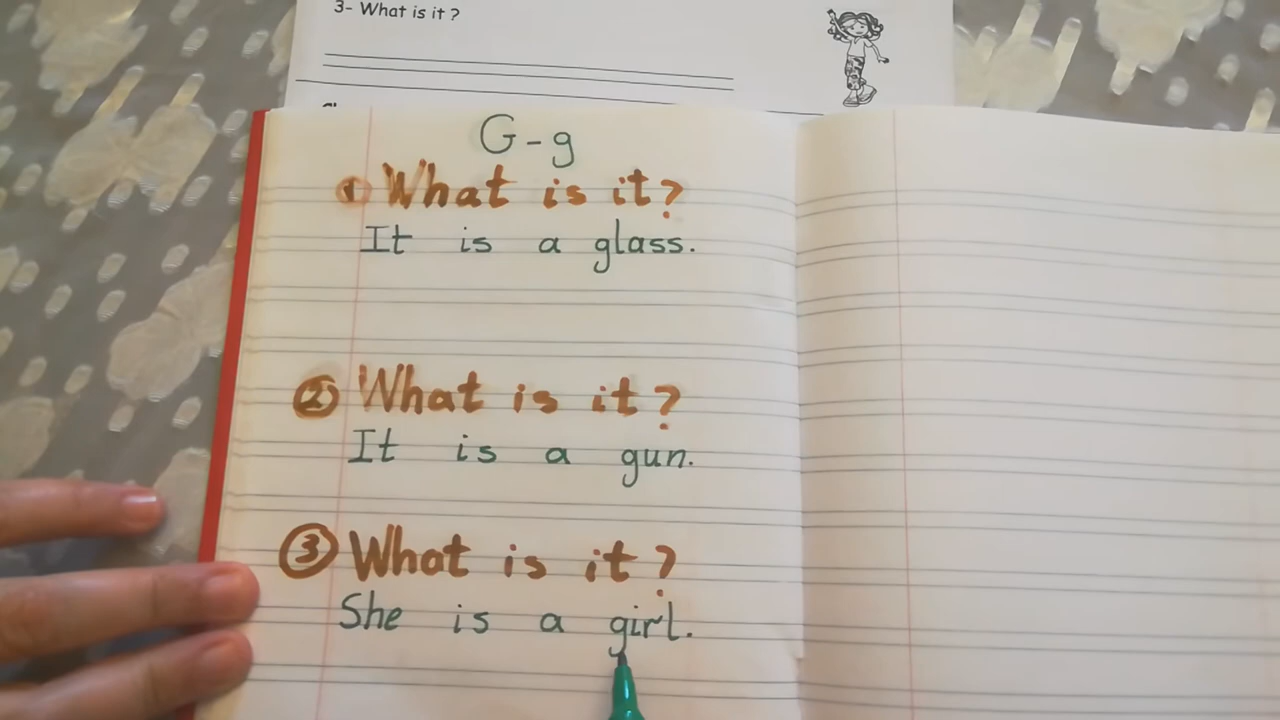 3- What is it ?
G-g
1 What is it?
It is a glass.
2 What is it?
It is a gun.
3 What is it?
She is a girl.